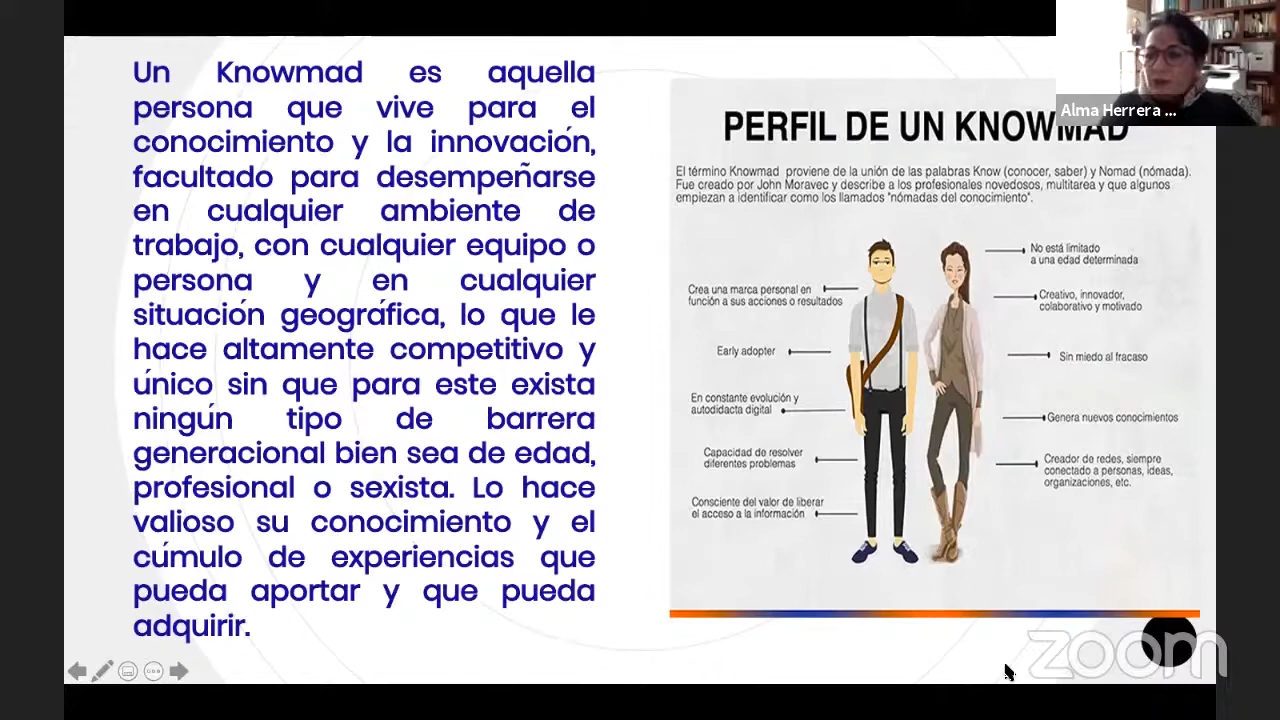 Un Knowmad es aquella
persona que vive para el
conocimiento y la innovación,
facultado para desempeñarse
en cualquier ambiente de
trabajo, con cualquier equipo o
persona y en cualquier
situación geográfica, lo que le
hace altamente competitivo y
único sin que para este exista
ningún tipo de barrera
generacional bien sea de edad,
profesional o sexista. Lo hace
valioso su conocimiento y el
cúmulo de experiencias que
pueda aportar y que pueda
adquirir.
Alma Herrera ...
PERFIL DE UN KNOWMAD
El término Knowmad proviene de la unión de las palabras Know (conocer, saber) y Nomad (nómada).
Fue creado por John Moravec y describe a los profesionales novedosos, multitarea y que algunos
empiezan a identificar como los llamados "nómadas del conocimiento".
Crea una marca personal en
función a sus acciones o resultados
Early adopter
En constante evolución y
autodidacta digital
Capacidad de resolver
diferentes problemas
Consciente del valor de liberar
el acceso a la información
No está limitado
a una edad determinada
Creativo, innovador,
colaborativo y motivado
Sin miedo al fracaso
Genera nuevos conocimientos
Creador de redes, siempre
conectado a personas, ideas,
organizaciones, etc.
zoom